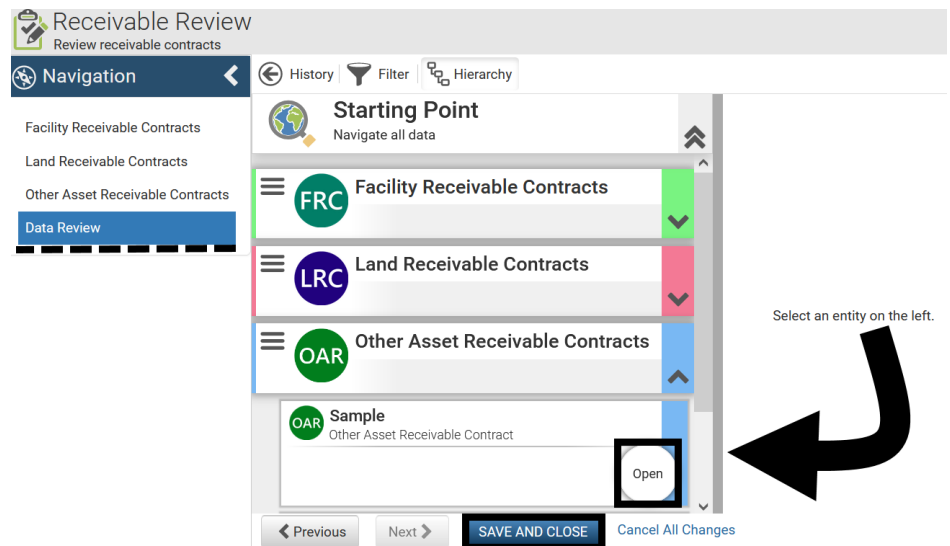 Receivable Review
Review receivable contracts
Navigation
History
Filter
Hierarchy
Facility Receivable Contracts
Land Receivable Contracts
Other Asset Receivable Contracts
Data Review
Starting Point
Navigate all data
FRC
Facility Receivable Contracts
LRC
Land Receivable Contracts
OAR
Other Asset Receivable Contracts
OAR
Sample
Other Asset Receivable Contract
Open
Select an entity on the left.
Previous
Next
SAVE AND CLOSE
Cancel All Changes